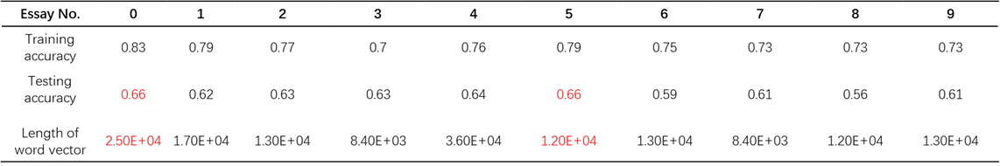 Essay No. 0 1 2 3 4 5 6 7 8 9
Training
accuracy 0.83 0.79 0.77 0.7 0.76 0.79 0.75 0.73 0.73 0.73
Testing
accuracy 0.66 0.62 0.63 0.63 0.64 0.66 0.59 0.61 0.56 0.61
Length of
word vector 2.50E+04 1.70E+04 1.30E+04 8.40E+03 3.60E+04 1.20E+04 1.30E+04 8.40E+03 1.20E+04 1.30E+04